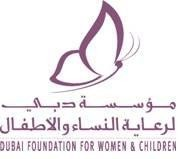 مؤسسة دبي
لرعاية النساء والأطفال
DUBAI FOUNDATION FOR WOMEN & CHILDREN